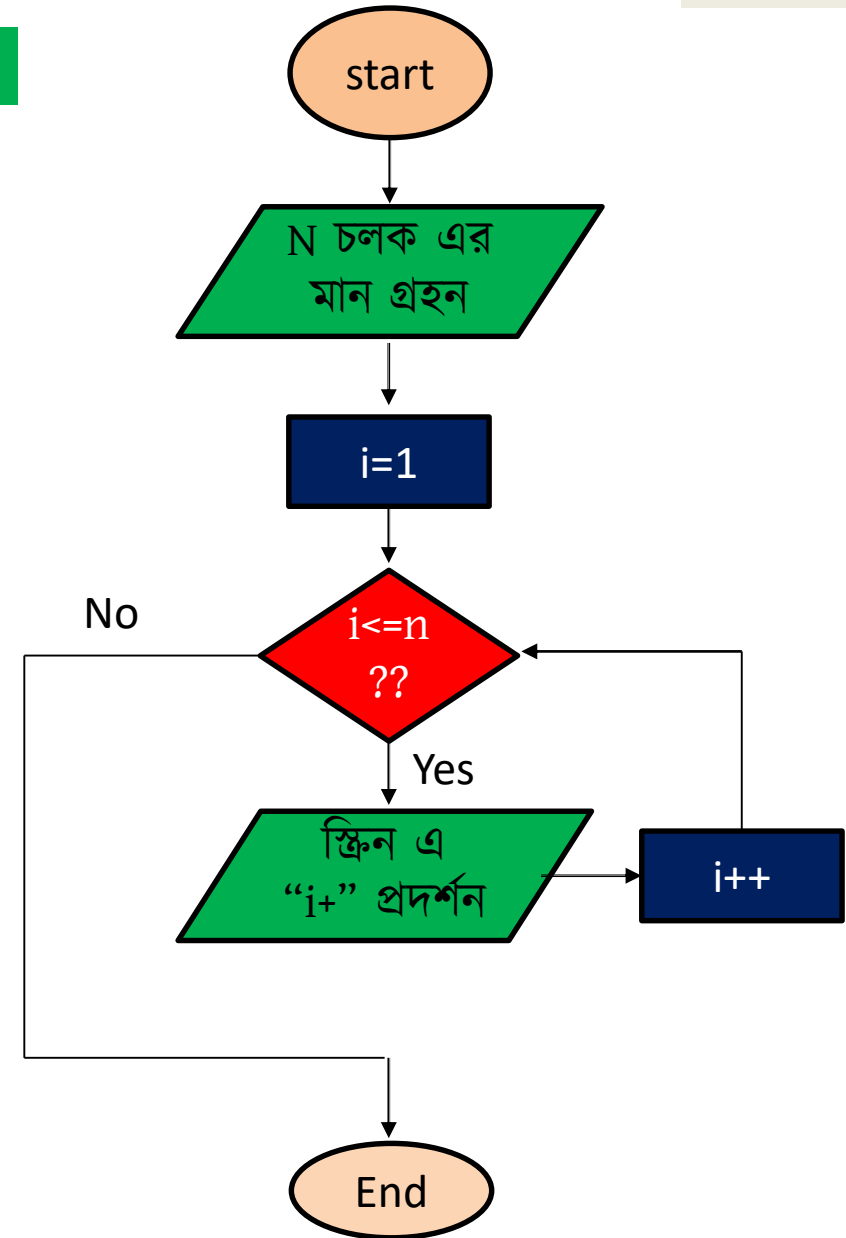 start
N চলক এর
মান গ্রহন
i=1
No
i<=n
??
Yes
স্ক্রিন এ
“i+” প্রদর্শন
i++
End